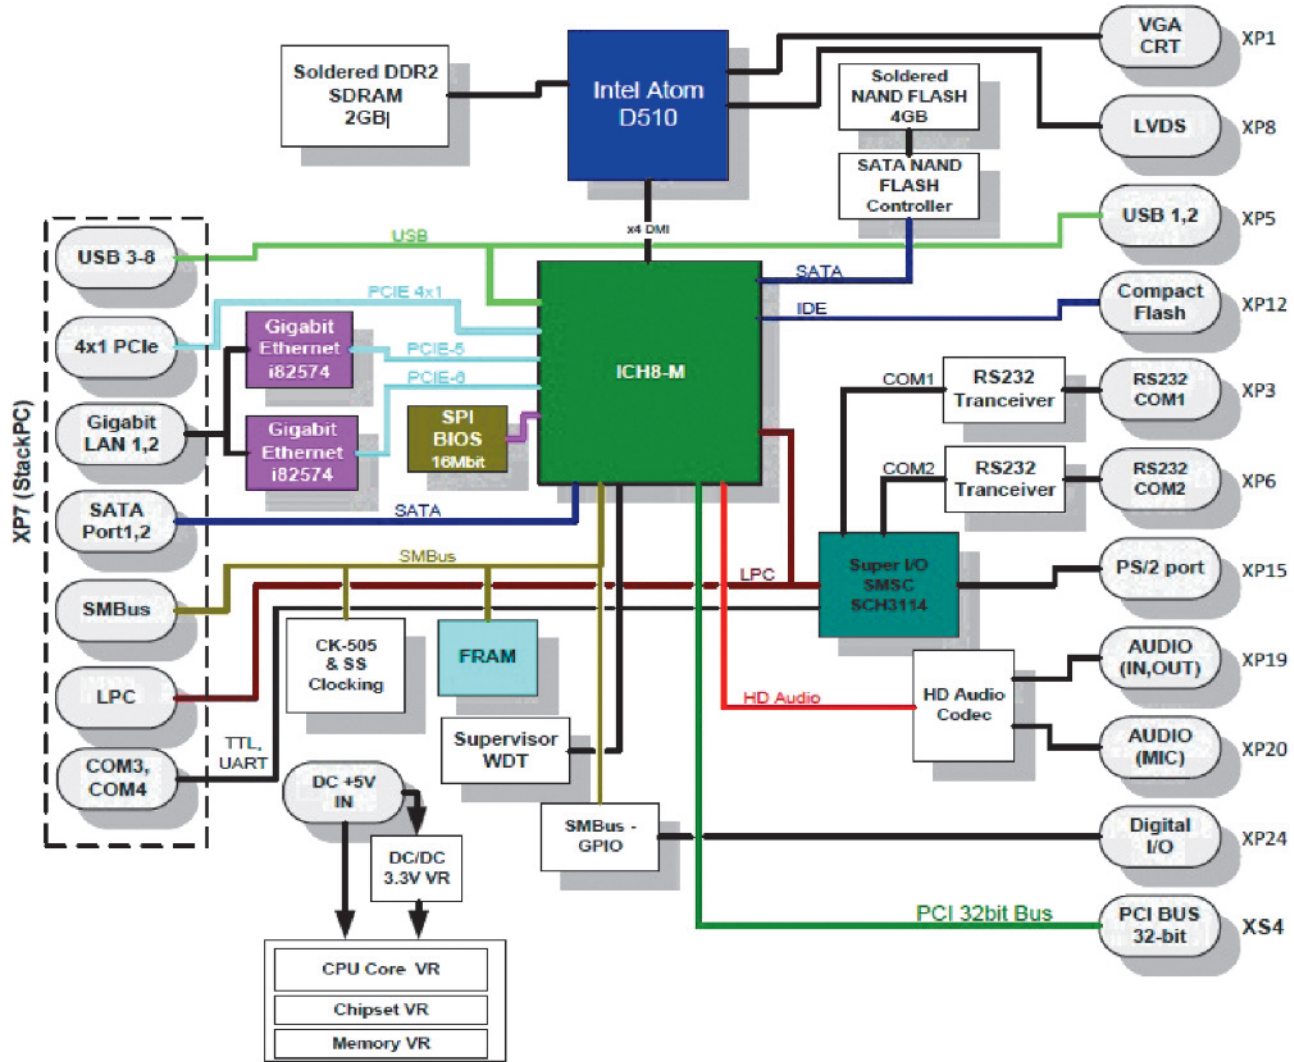 VGA
CRT
XP1
Soldered DDR2
SDRAM
2GB
Intel Atom
D510
Soldered
NAND FLASH
4GB
LVDS
XP8
SATA NAND
FLASH
Controller
x4 DMI
USB 1,2
XP5
XP7 (StackPC)
USB 3-8
USB
SATA
IDE
Compact
Flash
XP12
4x1 PCIe
PCIE 4x1
Gigabit
Ethernet
i82574
PCIE-5
PCIE-6
ICH8-M
COM1
RS232
Tranceiver
RS232
COM1
XP3
Gigabit
LAN 1,2
Gigabit
Ethernet
i82574
SPI
BIOS
16Mbit
COM2
RS232
Tranceiver
RS232
COM2
XP6
SATA
Port1,2
SATA
SMBus
SMBus
LPC
Super I/O
SMSC
SCH3114
PS/2 port
XP15
CK-505
& SS
Clocking
FRAM
AUDIO
(IN,OUT)
XP19
LPC
HD Audio
HD Audio
Codec
TTL,
UART
Supervisor
WDT
AUDIO
(MIC)
XP20
COM3,
COM4
DC +5V
IN
SMBus -
GPIO
Digital
I/O
XP24
DC/DC
3.3V VR
PCI 32bit Bus
PCI BUS
32-bit
XS4
CPU Core VR
Chipset VR
Memory VR